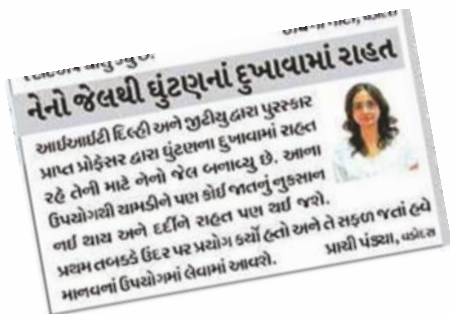 નેનો જેલથી ઘુંટણનાં દુખાવામાં રાહત
આઈઆઈટી દિલ્હી અને જીટીયુ દ્વારા પુરસ્કાર
પ્રાપ્ત પ્રોફેસર દ્વારા ઘુંટણના દુખાવામાં રાહત
રહે તેની માટે નેનો જેલ બનાવ્યુ છે. આના
ઉપયોગથી ચામડીને પણ કોઈ જાતનું નુકસાન
નઈ થાય અને દર્દીને રાહત પણ થઈ જશે.
પ્રથમ તબક્કે ઉંદર પર પ્રયોગ કર્યો હતો અને તે સફળ જતાં હવે
માનવનાં ઉપયોગમાં લેવામાં આવશે. પ્રાચી પંડ્યા, વડોદરા